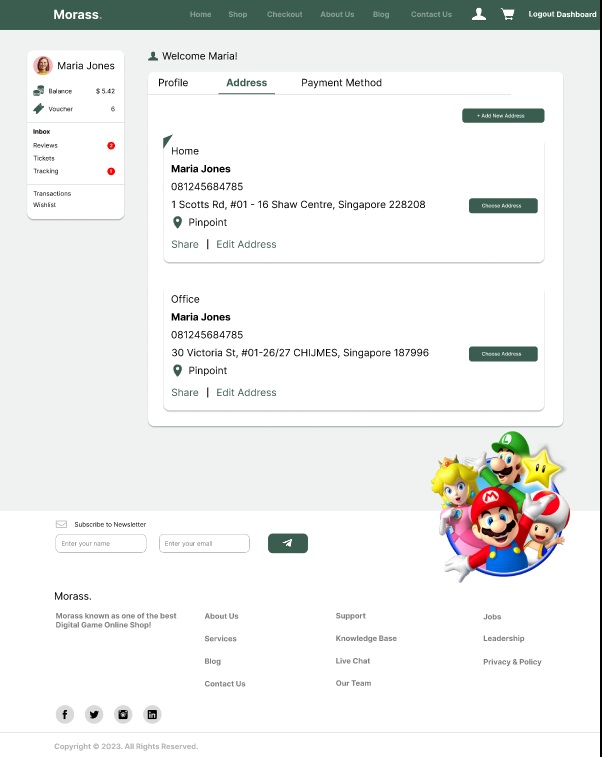 Morass.
Home Shop Checkout About Us Blog Contact Us Logout Dashboard
Maria Jones
Balance $ 5.42
Voucher 6
Inbox
Reviews
Tickets
Tracking
Transactions
Wishlist
Welcome Maria!
Profile Address Payment Method
+ Add New Address
Home
Maria Jones
081245684785
1 Scotts Rd, #01 - 16 Shaw Centre, Singapore 228208
Choose Address
Pinpoint
Share | Edit Address
Office
Maria Jones
081245684785
30 Victoria St, #01-26/27 CHIJMES, Singapore 187996
Choose Address
Pinpoint
Share | Edit Address
Subscribe to Newsletter
Enter your name
Enter your email
Morass.
Morass known as one of the best
Digital Game Online Shop!
About Us
Services
Blog
Contact Us
Support
Knowledge Base
Live Chat
Our Team
Jobs
Leadership
Privacy & Policy
Copyright © 2023. All Rights Reserved.